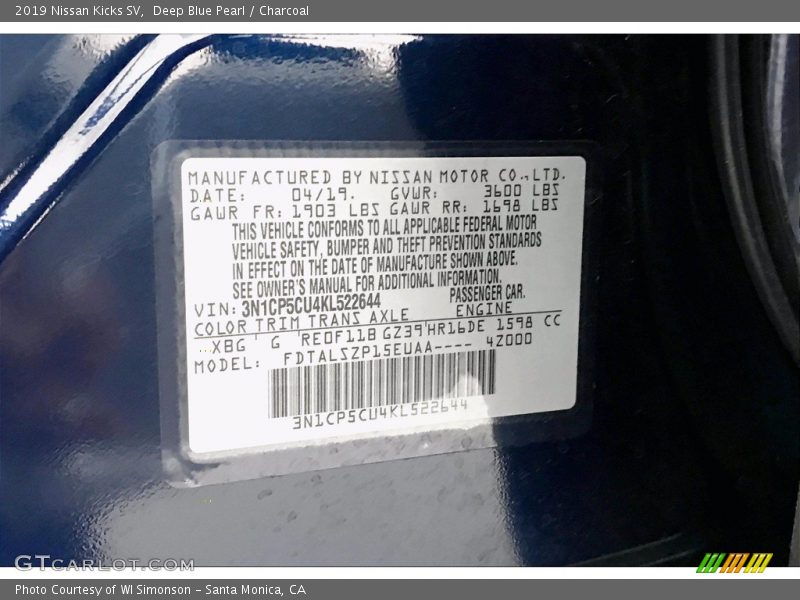 2019 Nissan Kicks SV, Deep Blue Pearl / Charcoal
MANUFACTURED BY NISSAN MOTOR CO.,LTD.
DATE: 04/19. GVWR: 3600 LBS
GAWR FR: 1903 LBS GAWR RR: 1698 LBS
THIS VEHICLE CONFORMS TO ALL APPLICABLE FEDERAL MOTOR
VEHICLE SAFETY, BUMPER AND THEFT PREVENTION STANDARDS
IN EFFECT ON THE DATE OF MANUFACTURE SHOWN ABOVE.
SEE OWNER'S MANUAL FOR ADDITIONAL INFORMATION.
VIN: 3N1CP5CU4KL522644 PASSENGER CAR.
COLOR TRIM TRANS AXLE ENGINE
XBG G RE0F11B GZ39 HR16DE 1598 CC
MODEL: FDTALSZP15EUAA---- 42000
3N1CP5CU4KL522644
GTCARLOT.COM
Photo Courtesy of WI Simonson - Santa Monica, CA